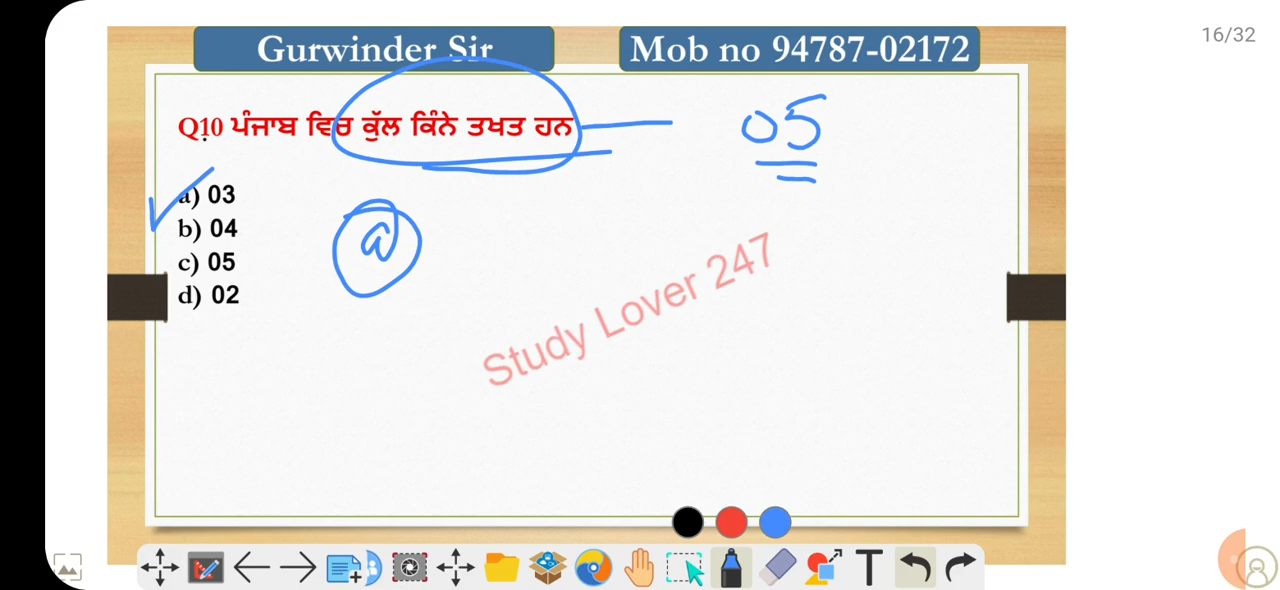 16/32
Gurwinder Sir
Mob no 94787-02172
Q10 ਪੰਜਾਬ ਵਿਚ ਕੁੱਲ ਕਿੰਨੇ ਤਖਤ ਹਨ
05
a) 03
b) 04
c) 05
d) 02
a
Study Lover 247
T